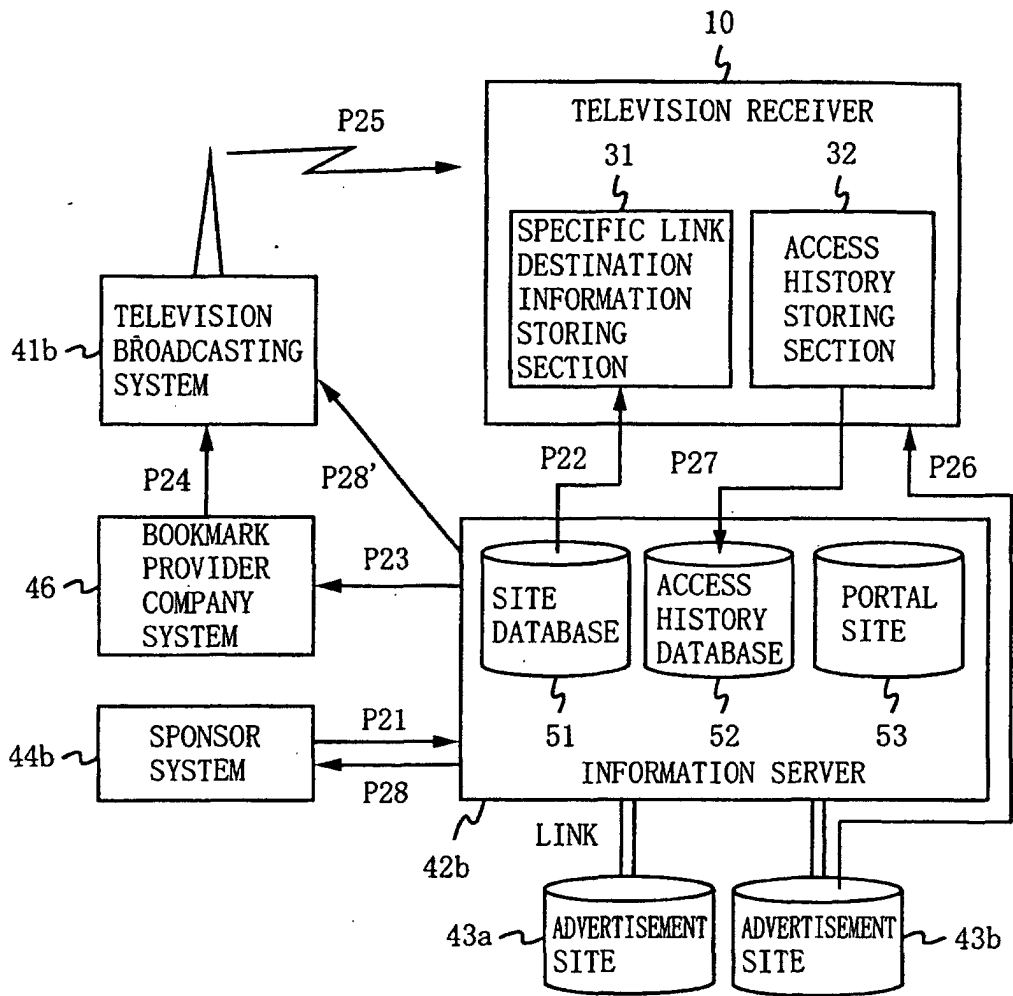 10
TELEVISION RECEIVER
P25
31
32
SPECIFIC LINK
DESTINATION
INFORMATION
STORING
SECTION
ACCESS
HISTORY
STORING
SECTION
41b
TELEVISION
BROADCASTING
SYSTEM
P24
P28'
P22
P27
P26
46
BOOKMARK
PROVIDER
COMPANY
SYSTEM
P23
SITE
DATABASE
ACCESS
HISTORY
DATABASE
PORTAL
SITE
51
52
53
44b
SPONSOR
SYSTEM
P21
P28
INFORMATION SERVER
42b
LINK
43a
ADVERTISEMENT
SITE
ADVERTISEMENT
SITE
43b